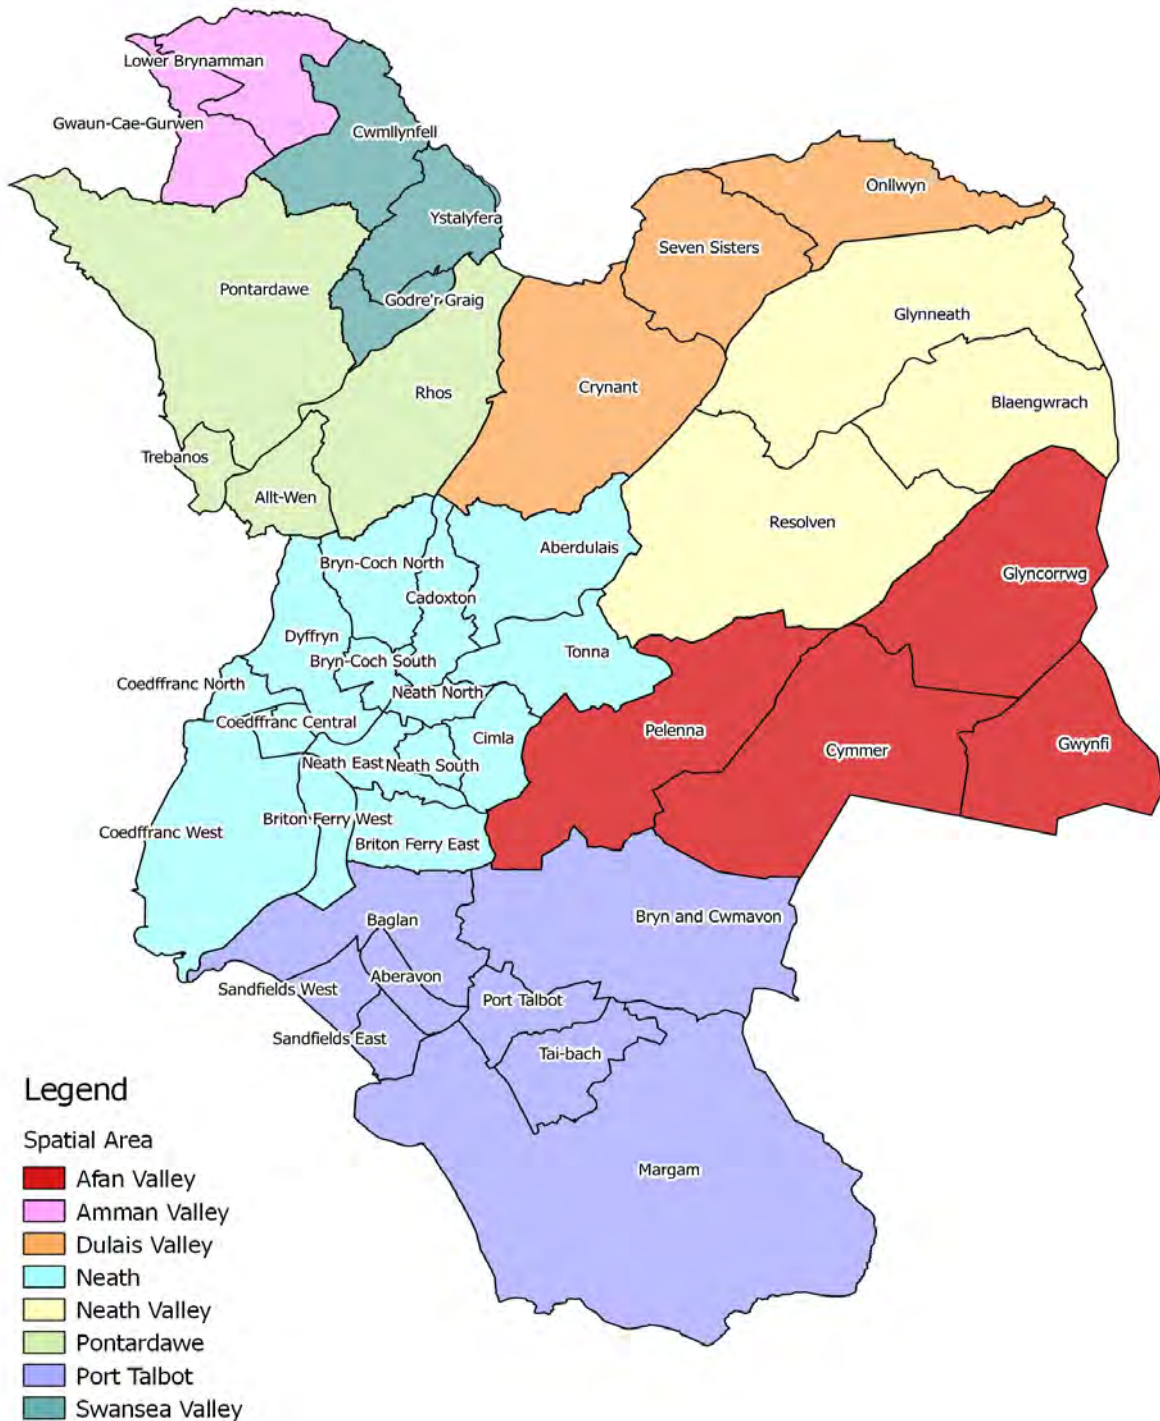 Lower Brynamman
Gwaun-Cae-Gurwen
Cwmllynfell
Onllwyn
Ystalyfera
Seven Sisters
Pontardawe
Godre'r Graig
Glynneath
Crynant
Rhos
Blaengwrach
Trebanos
Allt-Wen
Resolven
Aberdulais
Bryn-Coch North
Glyncorrwg
Cadoxton
Dyffryn
Tonna
Bryn-Coch South
Coedffranc North
Neath North
Coedffranc Central
Pelenna
Cimla
Gwynfi
Cymmer
Neath East
Neath South
Briton Ferry West
Coedffranc West
Briton Ferry East
Baglan
Bryn and Cwmavon
Aberavon
Sandfields West
Port Talbot
Sandfields East
Tai-bach
Margam
Legend
Spatial Area
Afan Valley
Amman Valley
Dulais Valley
Neath
Neath Valley
Pontardawe
Port Talbot
Swansea Valley